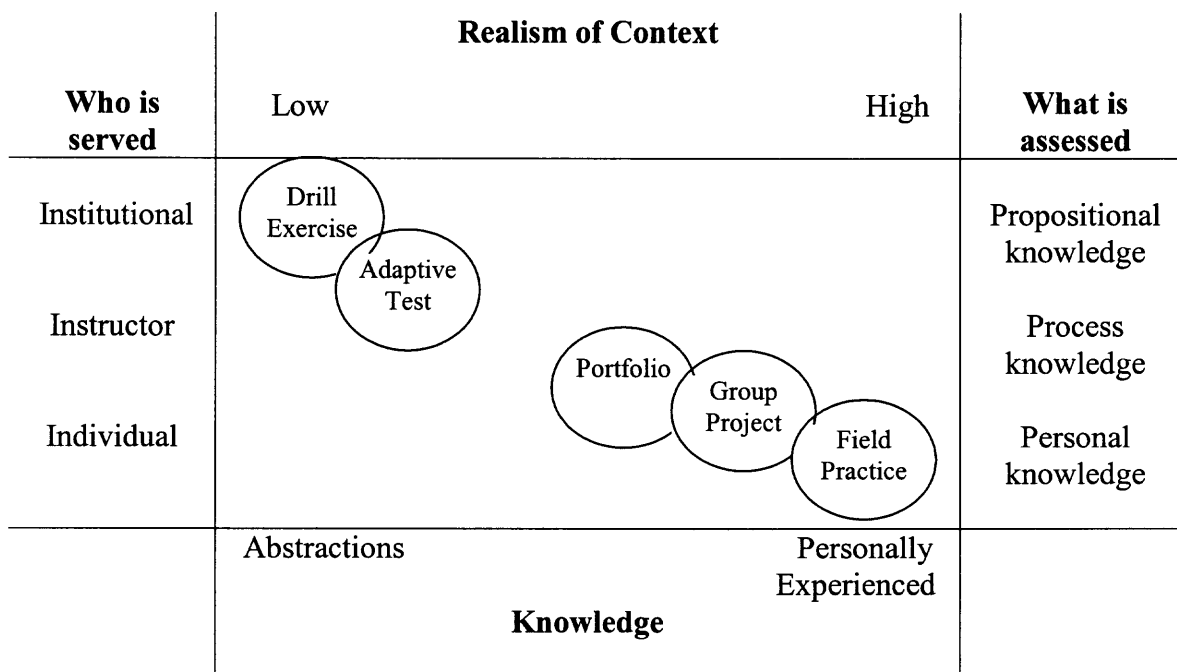 Realism of Context
Who is
served
Low
High
What is
assessed
Institutional
Drill
Exercise
Adaptive
Test
Propositional
knowledge
Instructor
Portfolio
Group
Project
Process
knowledge
Individual
Field
Practice
Personal
knowledge
Abstractions
Personally
Experienced
Knowledge